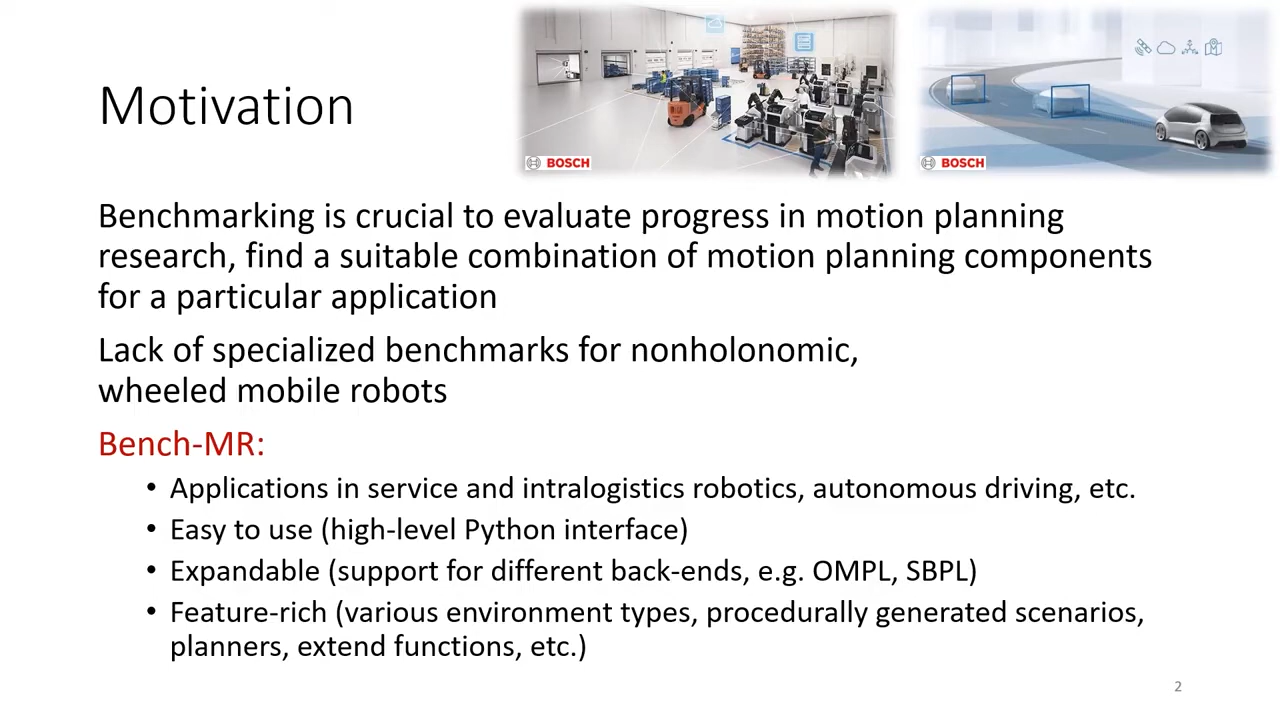 Motivation
BOSCH
BOSCH
Benchmarking is crucial to evaluate progress in motion planning
research, find a suitable combination of motion planning components
for a particular application
Lack of specialized benchmarks for nonholonomic,
wheeled mobile robots
Bench-MR:
• Applications in service and intralogistics robotics, autonomous driving, etc.
• Easy to use (high-level Python interface)
• Expandable (support for different back-ends, e.g. OMPL, SBPL)
• Feature-rich (various environment types, procedurally generated scenarios,
planners, extend functions, etc.)
2